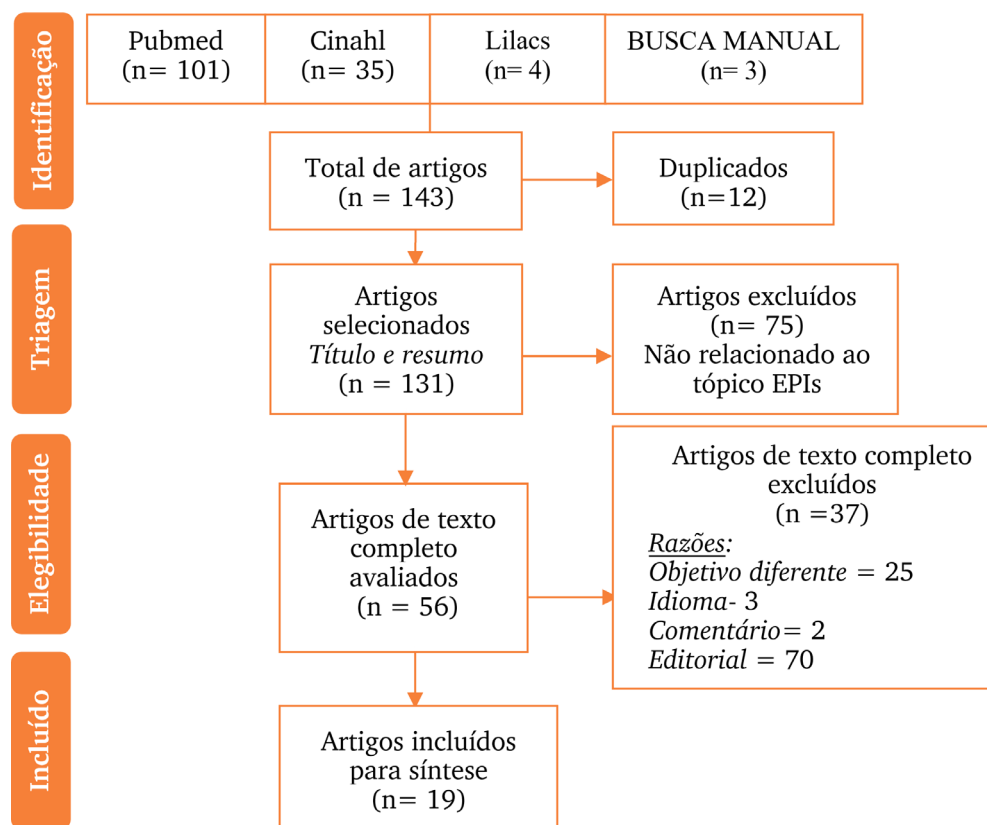 Identificação
Pubmed
(n= 101)
Cinahl
(n= 35)
Lilacs
(n= 4)
BUSCA MANUAL
(n= 3)
Total de artigos
(n = 143)
Duplicados
(n=12)
Triagem
Artigos
selecionados
Título e resumo
(n = 131)
Artigos excluídos
(n= 75)
Não relacionado ao
tópico EPIs
Elegibilidade
Artigos de texto
completo
avaliados
(n = 56)
Artigos de texto completo
excluídos
(n =37)
Razões:
Objetivo diferente = 25
Idioma- 3
Comentário= 2
Editorial = 70
Incluído
Artigos incluídos
para síntese
(n= 19)